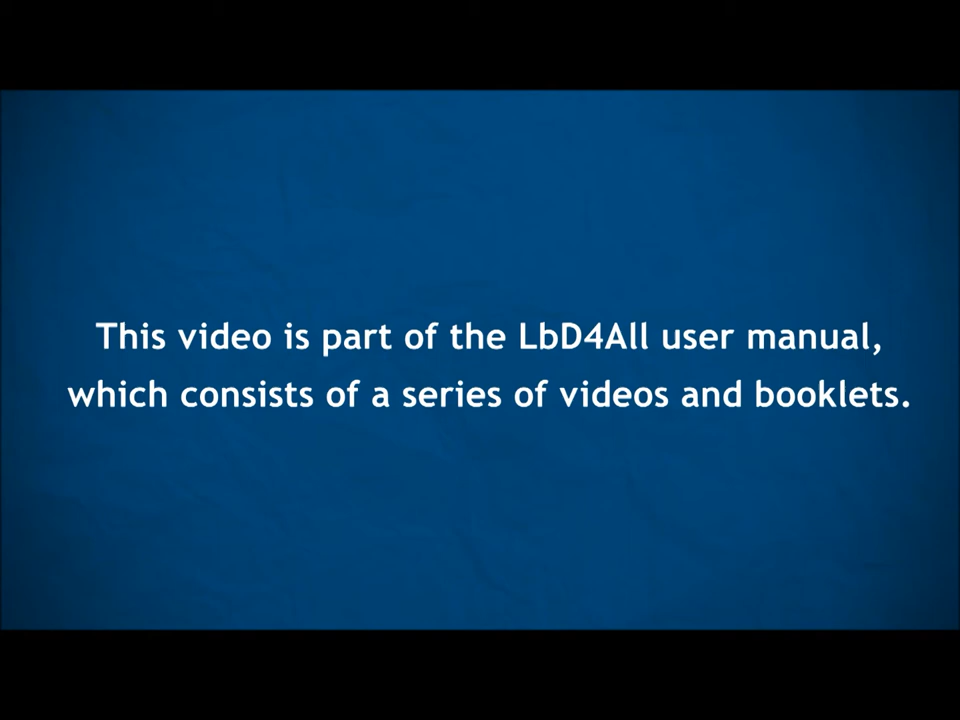 This video is part of the LbD4All user manual,
which consists of a series of videos and booklets.